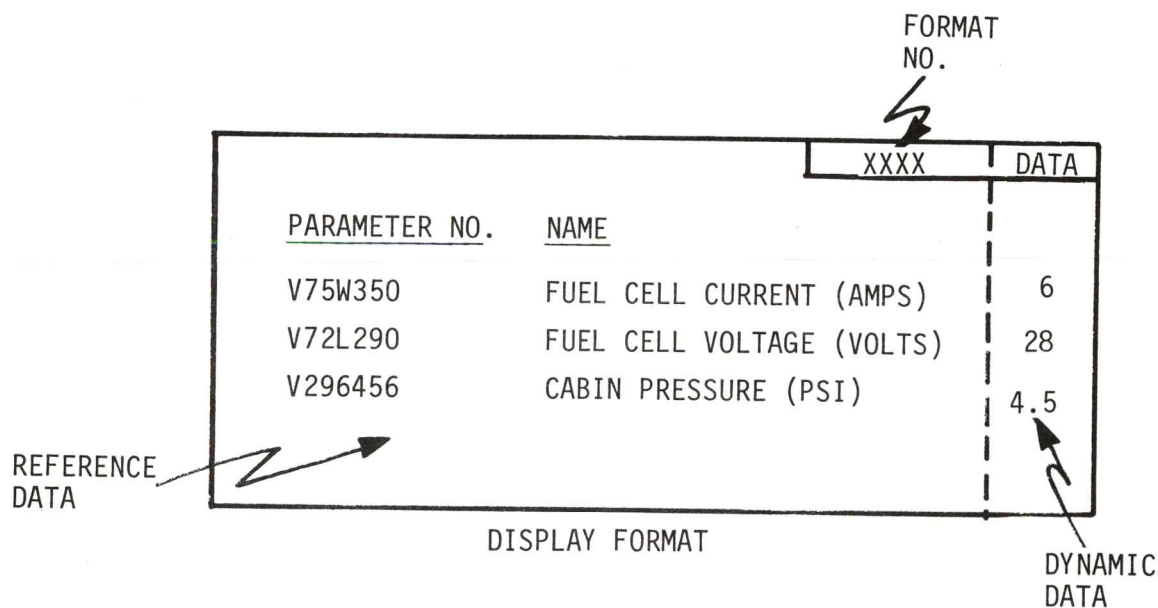 FORMAT
NO.
XXXX DATA
PARAMETER NO. NAME
V75W350 FUEL CELL CURRENT (AMPS) 6
V72L290 FUEL CELL VOLTAGE (VOLTS) 28
V296456 CABIN PRESSURE (PSI) 4.5
REFERENCE
DATA
DISPLAY FORMAT
DYNAMIC
DATA